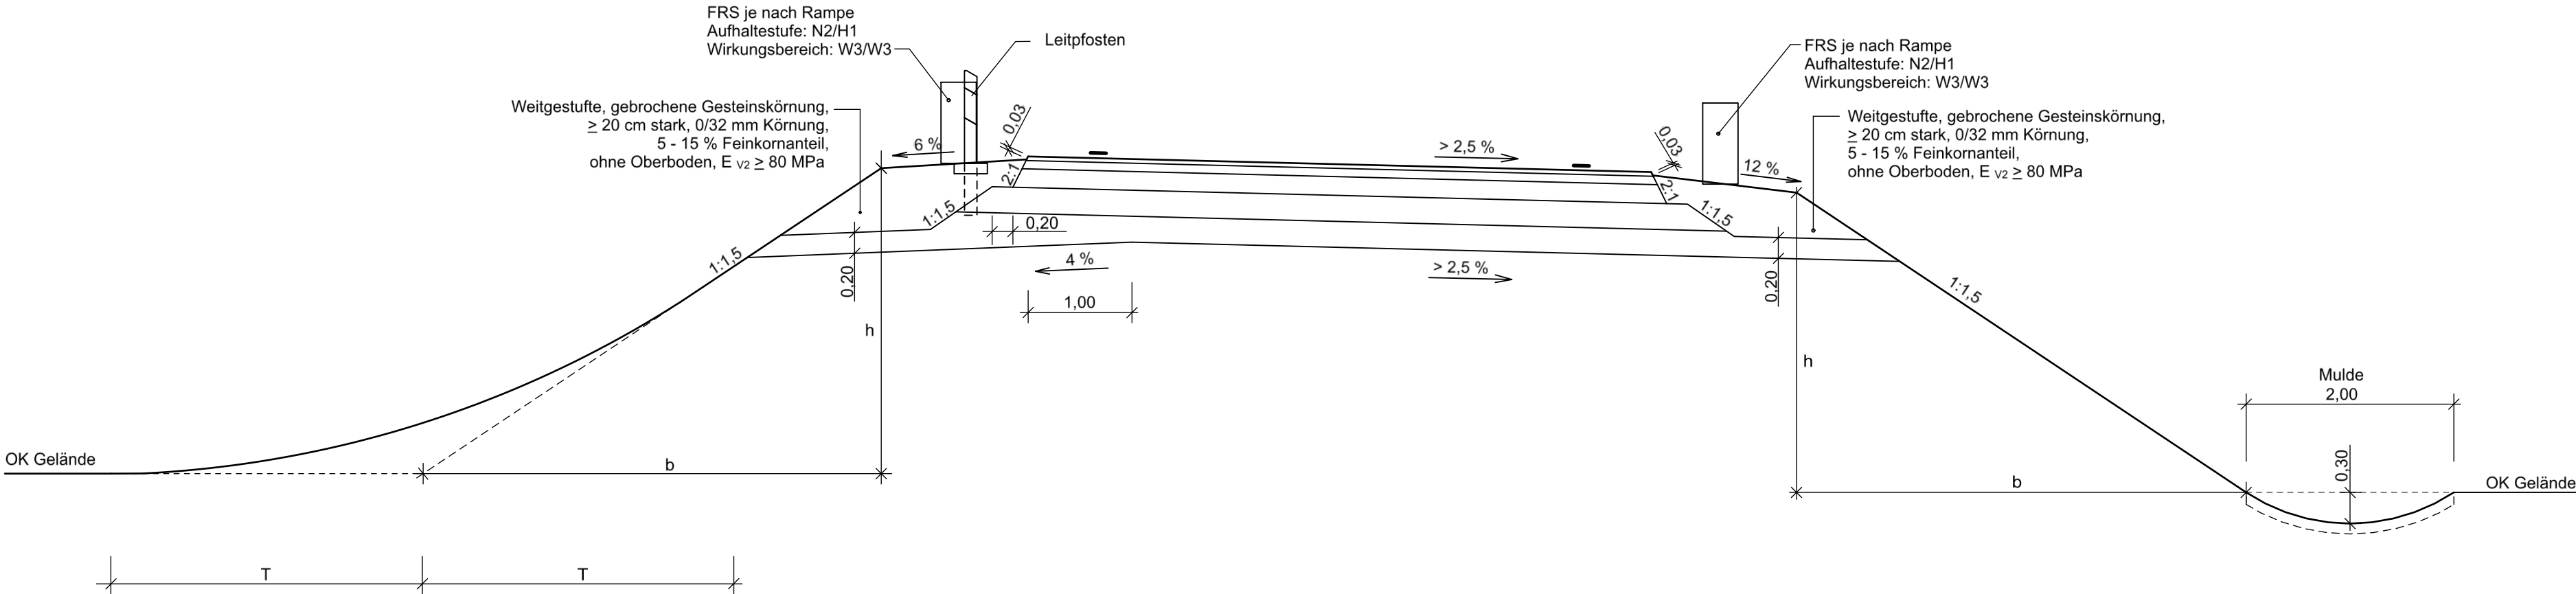 FRS je nach Rampe
Aufhaltestufe: N2/H1
Wirkungsbereich: W3/W3
Leitpfosten
FRS je nach Rampe
Aufhaltestufe: N2/H1
Wirkungsbereich: W3/W3
Weitgestufte, gebrochene Gesteinskörnung,
≥ 20 cm stark, 0/32 mm Körnung,
5 - 15 % Feinkornanteil,
ohne Oberboden, E V2 ≥ 80 MPa
Weitgestufte, gebrochene Gesteinskörnung,
≥ 20 cm stark, 0/32 mm Körnung,
5 - 15 % Feinkornanteil,
ohne Oberboden, E V2 ≥ 80 MPa
6 %
0,03
> 2,5 %
0,03
12 %
2:1
2:1
1:1,5
1:1,5
0,20
1:1,5
0,20
4 %
> 2,5 %
0,20
1:1,5
1,00
h
h
Mulde
2,00
OK Gelände
b
0,30
b
OK Gelände
T
T